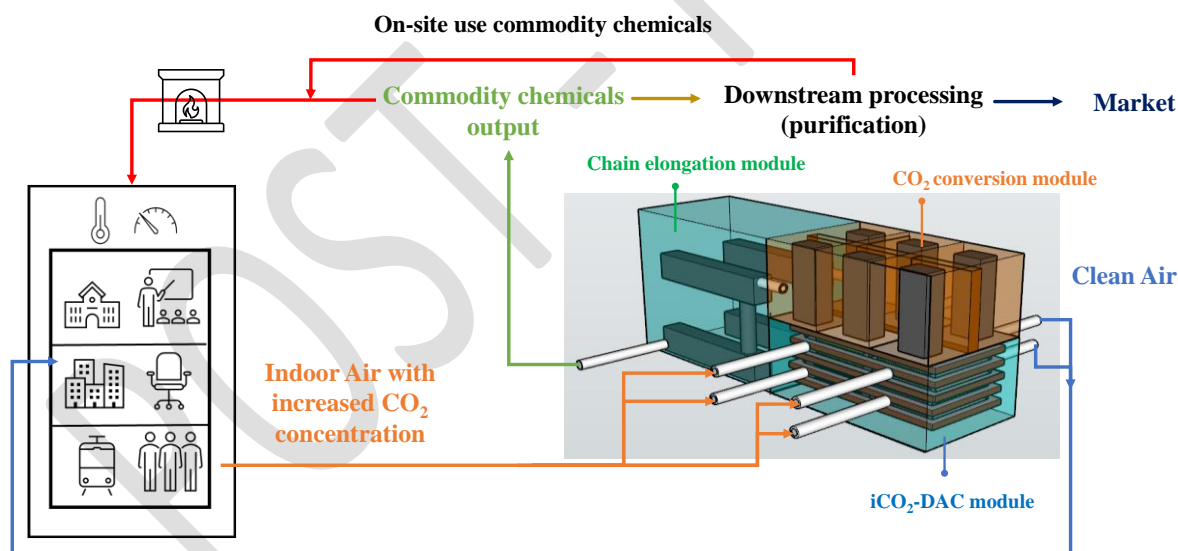 On-site use commodity chemicals
Commodity chemicals
output
Downstream processing
(purification)
Market
Chain elongation module
CO₂ conversion module
Clean Air
Indoor Air with
increased CO₂
concentration
iCO₂-DAC module
POST-